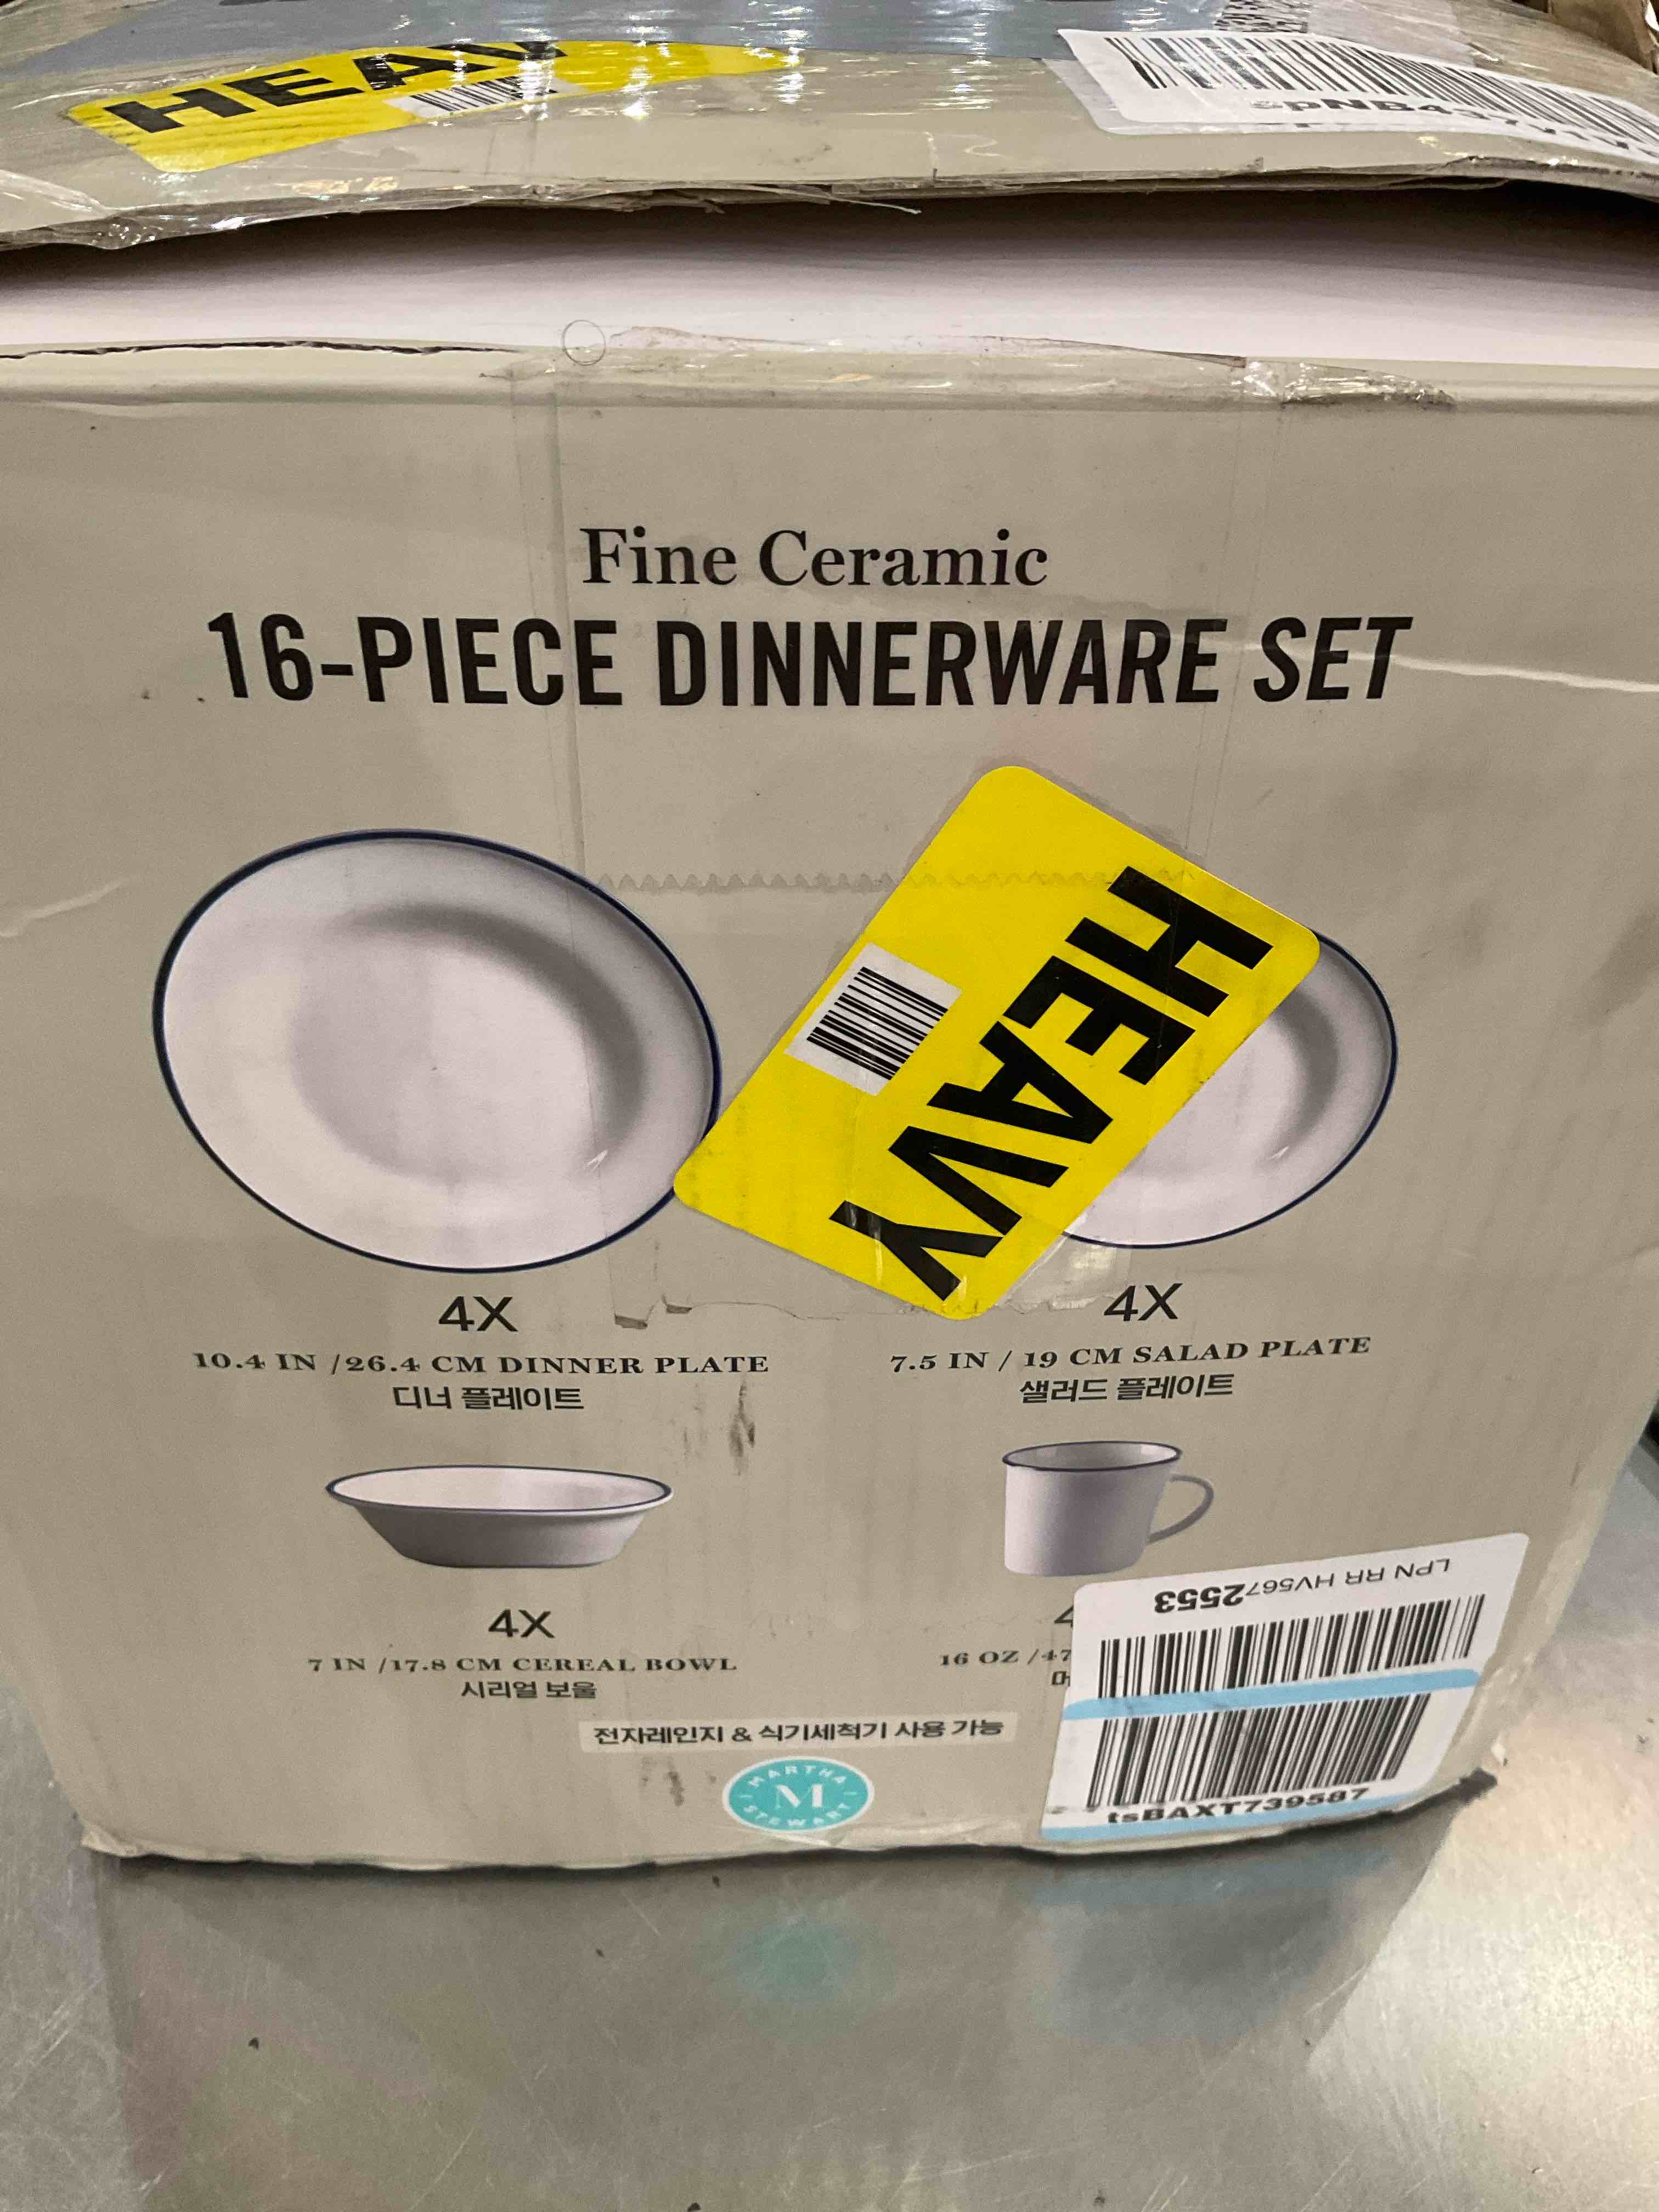 HEAV
Fine Ceramic
16-PIECE DINNERWARE SET
HEAVY
4X
10.4 IN /26.4 CM DINNER PLATE
디너 플레이트
4X
7.5 IN / 19 CM SALAD PLATE
샐러드 플레이트
4X
7 IN /17.8 CM CEREAL BOWL
시리얼 보울
16 OZ /47
전자레인지 & 식기세척기 사용 가능
MARTHA
M
STEWART
LPN RR HV5672553
tsBAXT739587